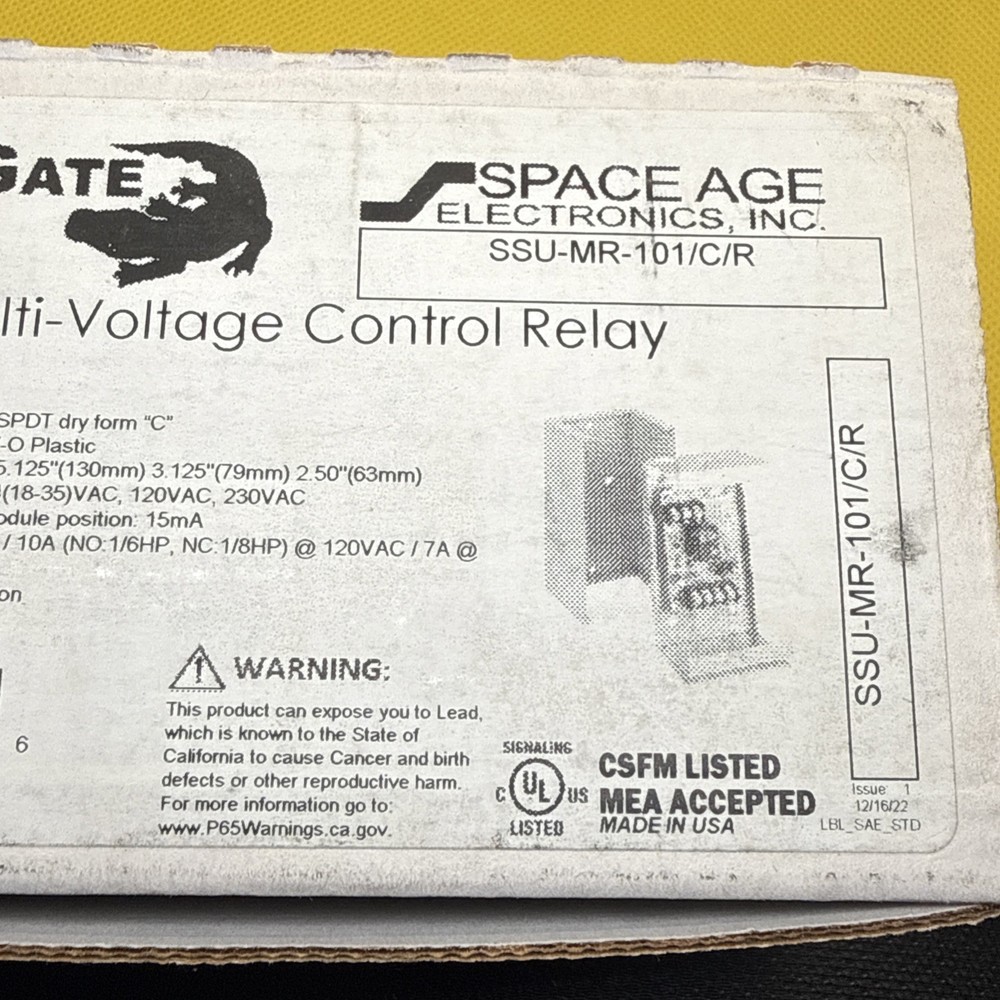 GATE
SPACE AGE
ELECTRONICS, INC.
SSU-MR-101/C/R
lti-Voltage Control Relay
SPDT dry form "C"
-O Plastic
5.125"(130mm) 3.125"(79mm) 2.50"(63mm)
(18-35)VAC, 120VAC, 230VAC
odule position: 15mA
/ 10A (NO:1/6HP, NC:1/8HP) @ 120VAC / 7A @
on
6
WARNING:
This product can expose you to Lead,
which is known to the State of
California to cause Cancer and birth
defects or other reproductive harm.
For more information go to:
www.P65Warnings.ca.gov.
SIGNALING
C UL US
LISTED
CSFM LISTED
MEA ACCEPTED
MADE IN USA
SSU-MR-101/C/R
Issue 1
12/16/22
LBL_SAE_STD